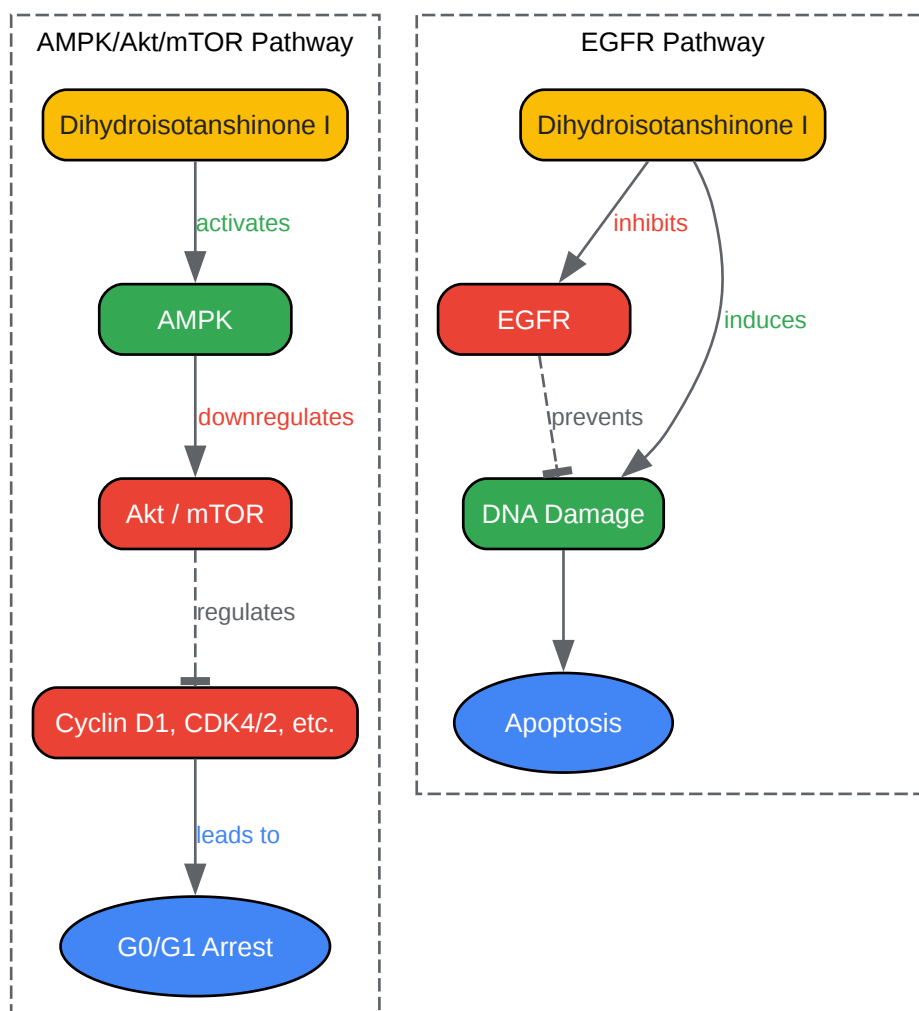 AMPK/Akt/mTOR Pathway
Dihydroisotanshinone I
activates
AMPK
downregulates
Akt / mTOR
regulates
Cyclin D1, CDK4/2, etc.
leads to
G0/G1 Arrest
EGFR Pathway
Dihydroisotanshinone I
inhibits
EGFR
induces
prevents
DNA Damage
Apoptosis